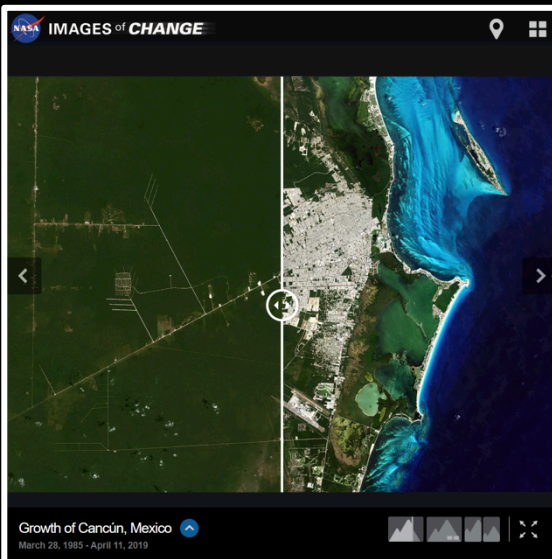 NASA IMAGES of CHANGE
Growth of Cancún, Mexico
March 28, 1985 - April 11, 2019